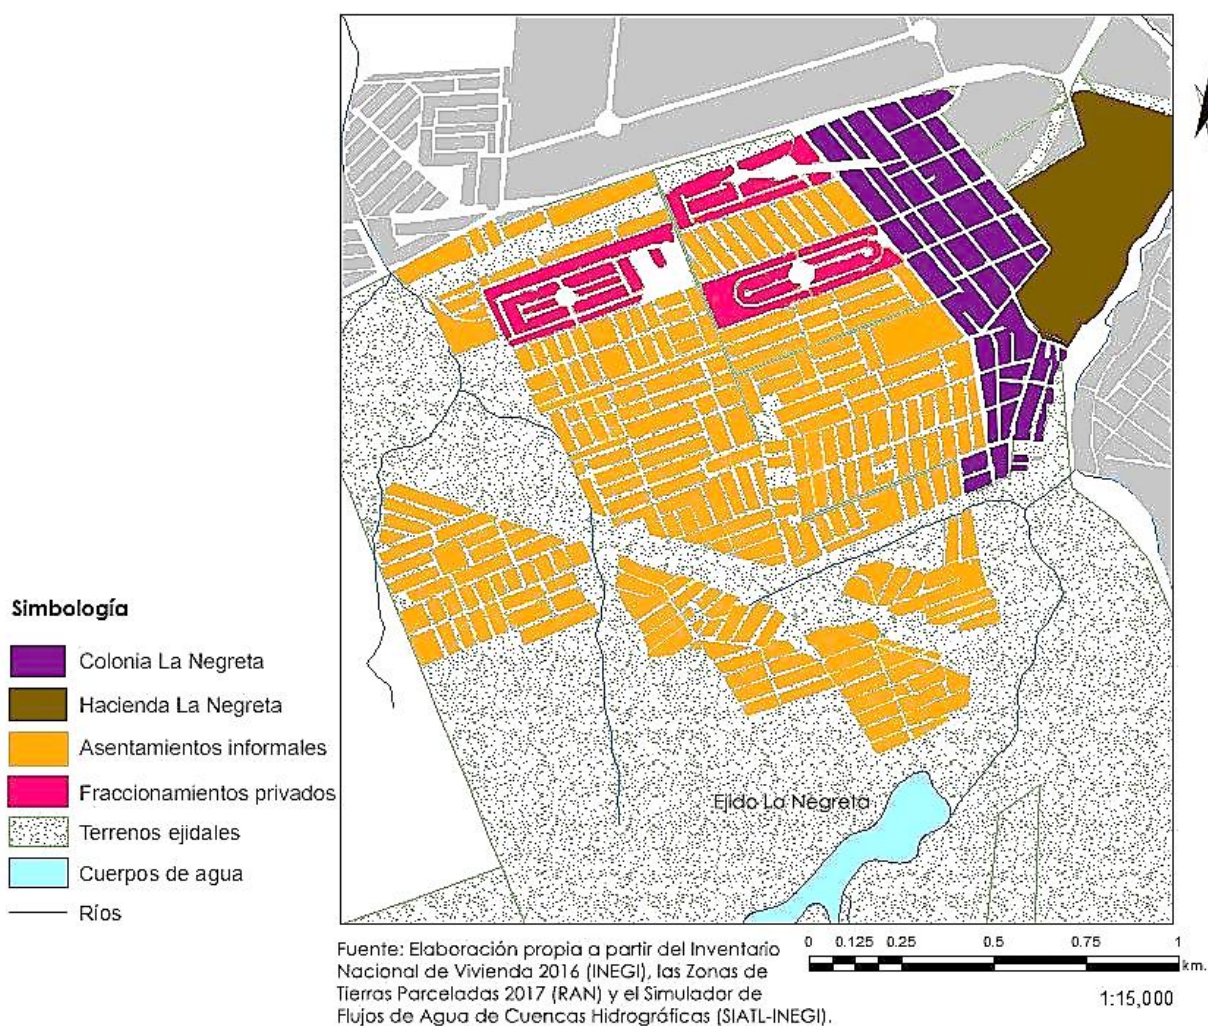 Simbología
Colonia La Negreta
Hacienda La Negreta
Asentamientos informales
Fraccionamientos privados
Terrenos ejidales
Cuerpos de agua
Ríos
Ejido La Negreta
Fuente: Elaboración propia a partir del Inventario
Nacional de Vivienda 2016 (INEGI), las Zonas de
Tierras Parceladas 2017 (RAN) y el Simulador de
Flujos de Agua de Cuencas Hidrográficas (SIATL-INEGI).
0 0.125 0.25 0.5 0.75 1
km.
1:15,000